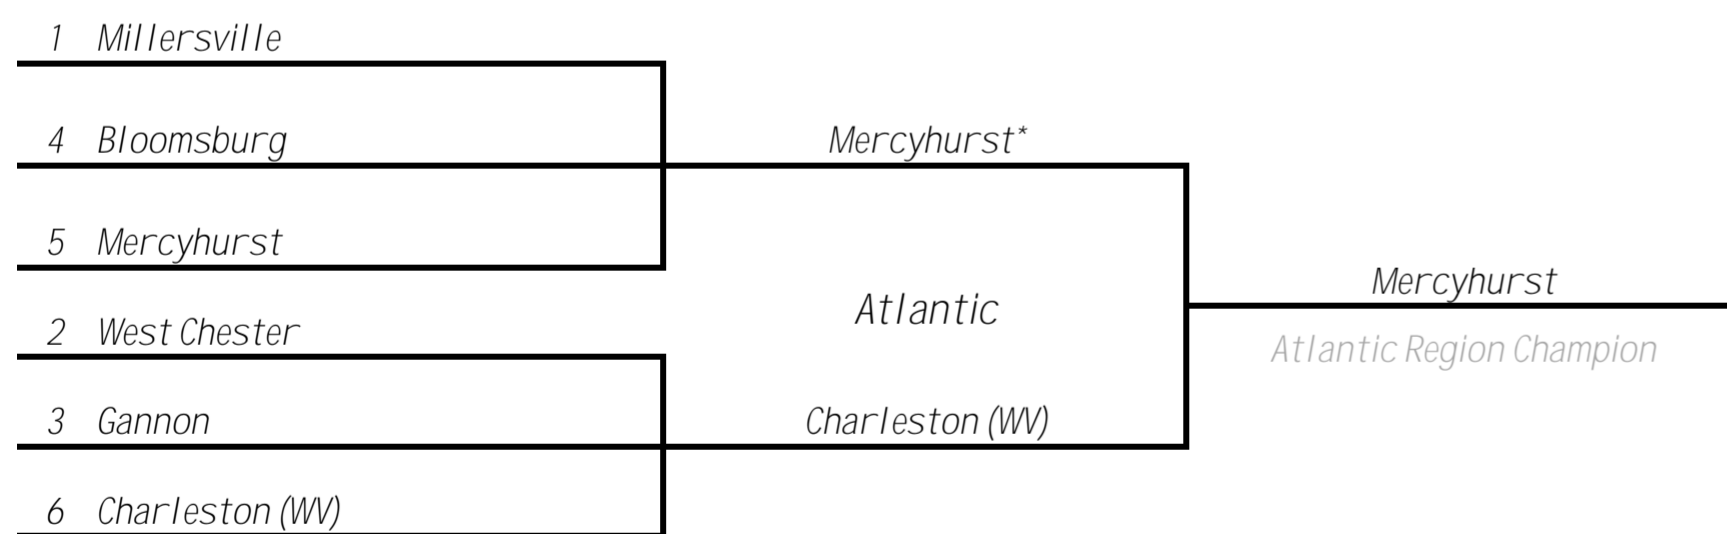 1 Millersville
4 Bloomsburg
Mercyhurst*
5 Mercyhurst
Mercyhurst
Atlantic
2 West Chester
Atlantic Region Champion
3 Gannon
Charleston (WV)
6 Charleston (WV)